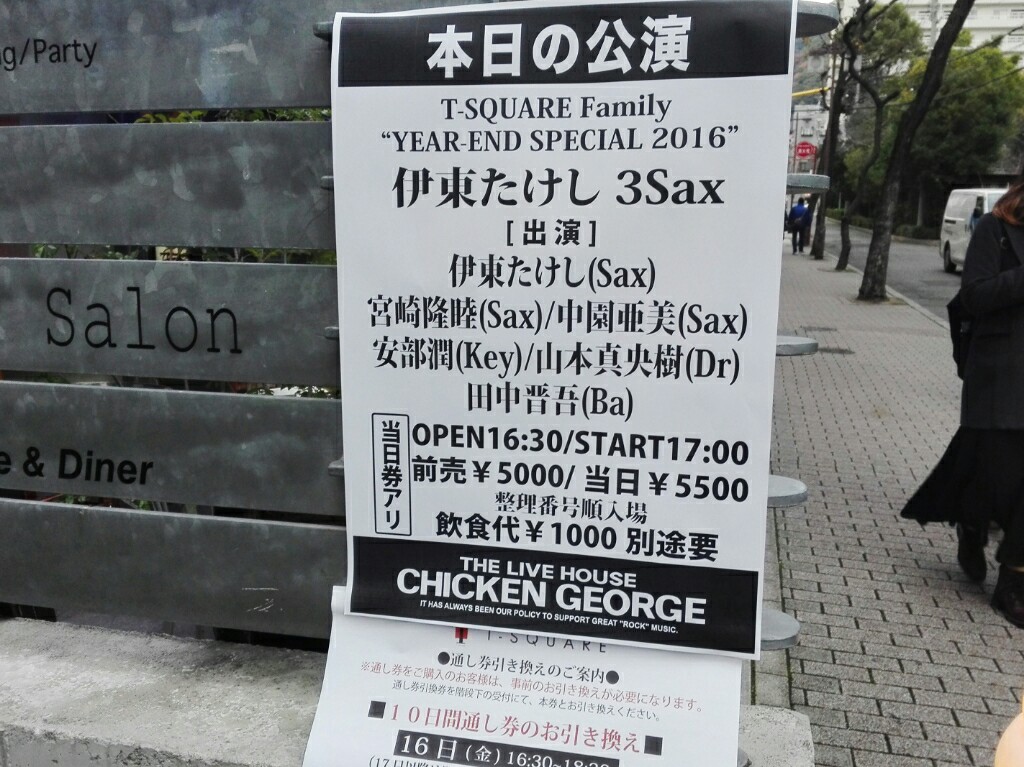 g/Party
Salon
e & Diner
本日の公演
T-SQUARE Family
“YEAR-END SPECIAL 2016”
伊東たけし 3Sax
[出演]
伊東たけし(Sax)
宮崎隆睦(Sax)/中園亜美(Sax)
安部潤(Key)/山本真央樹(Dr)
田中晋吾(Ba)
当日券アリ
OPEN16:30/START17:00
前売￥5000/ 当日￥5500
整理番号順入場
飲食代￥1000 別途要
THE LIVE HOUSE
CHICKEN GEORGE
IT HAS ALWAYS BEEN OUR POLICY TO SUPPORT GREAT "ROCK" MUSIC.
T-SQUARE
●通し券引き換えのご案内●
※通し券をご購入のお客様は、事前のお引き換えが必要になります。
通し券引換券を階段下の受付にて、本券とお引き換えください。
■１０日間通し券のお引き換え■
16日(金) 16:30~18:30